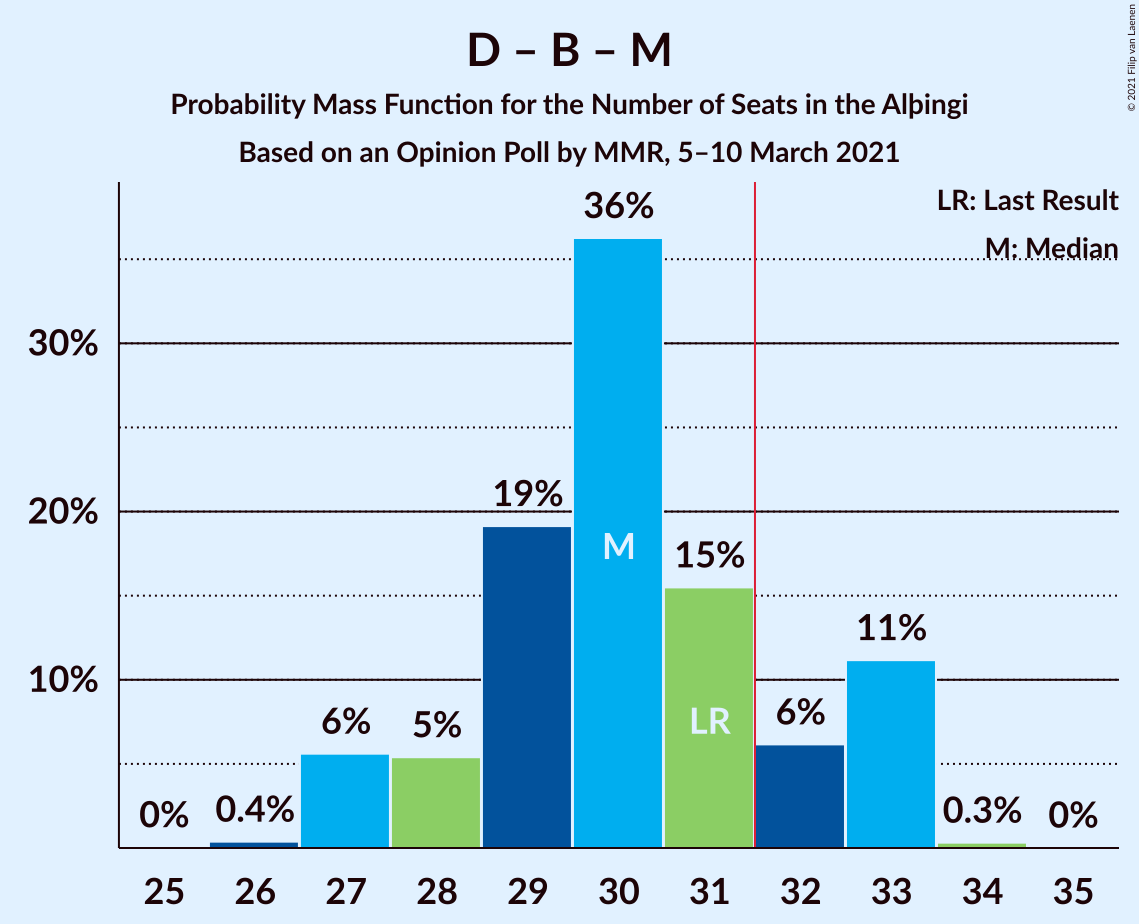 D – B – M
Probability Mass Function for the Number of Seats in the Alþingi
Based on an Opinion Poll by MMR, 5–10 March 2021
© 2021 Filip van Laenen
LR: Last Result
M: Median
36%
30%
19%
20%
M
15%
11%
10%
6%
5%
LR
6%
0%
0.4%
0.3%
0%
25 26 27 28 29 30 31 32 33 34 35